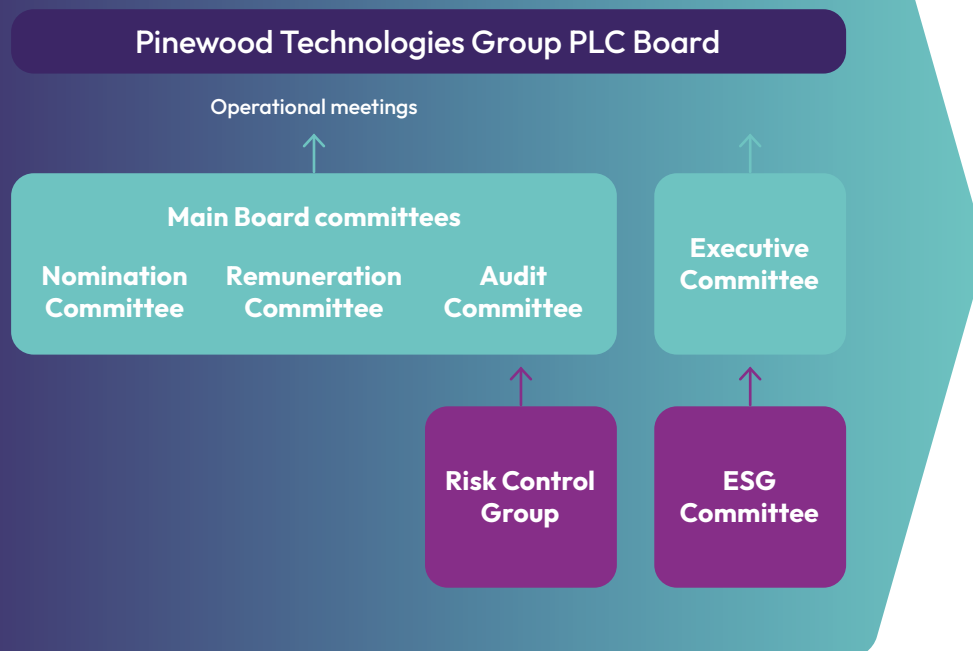 Pinewood Technologies Group PLC Board
Operational meetings
Main Board committees
Nomination
Committee
Remuneration
Committee
Audit
Committee
Executive
Committee
Risk Control
Group
ESG
Committee